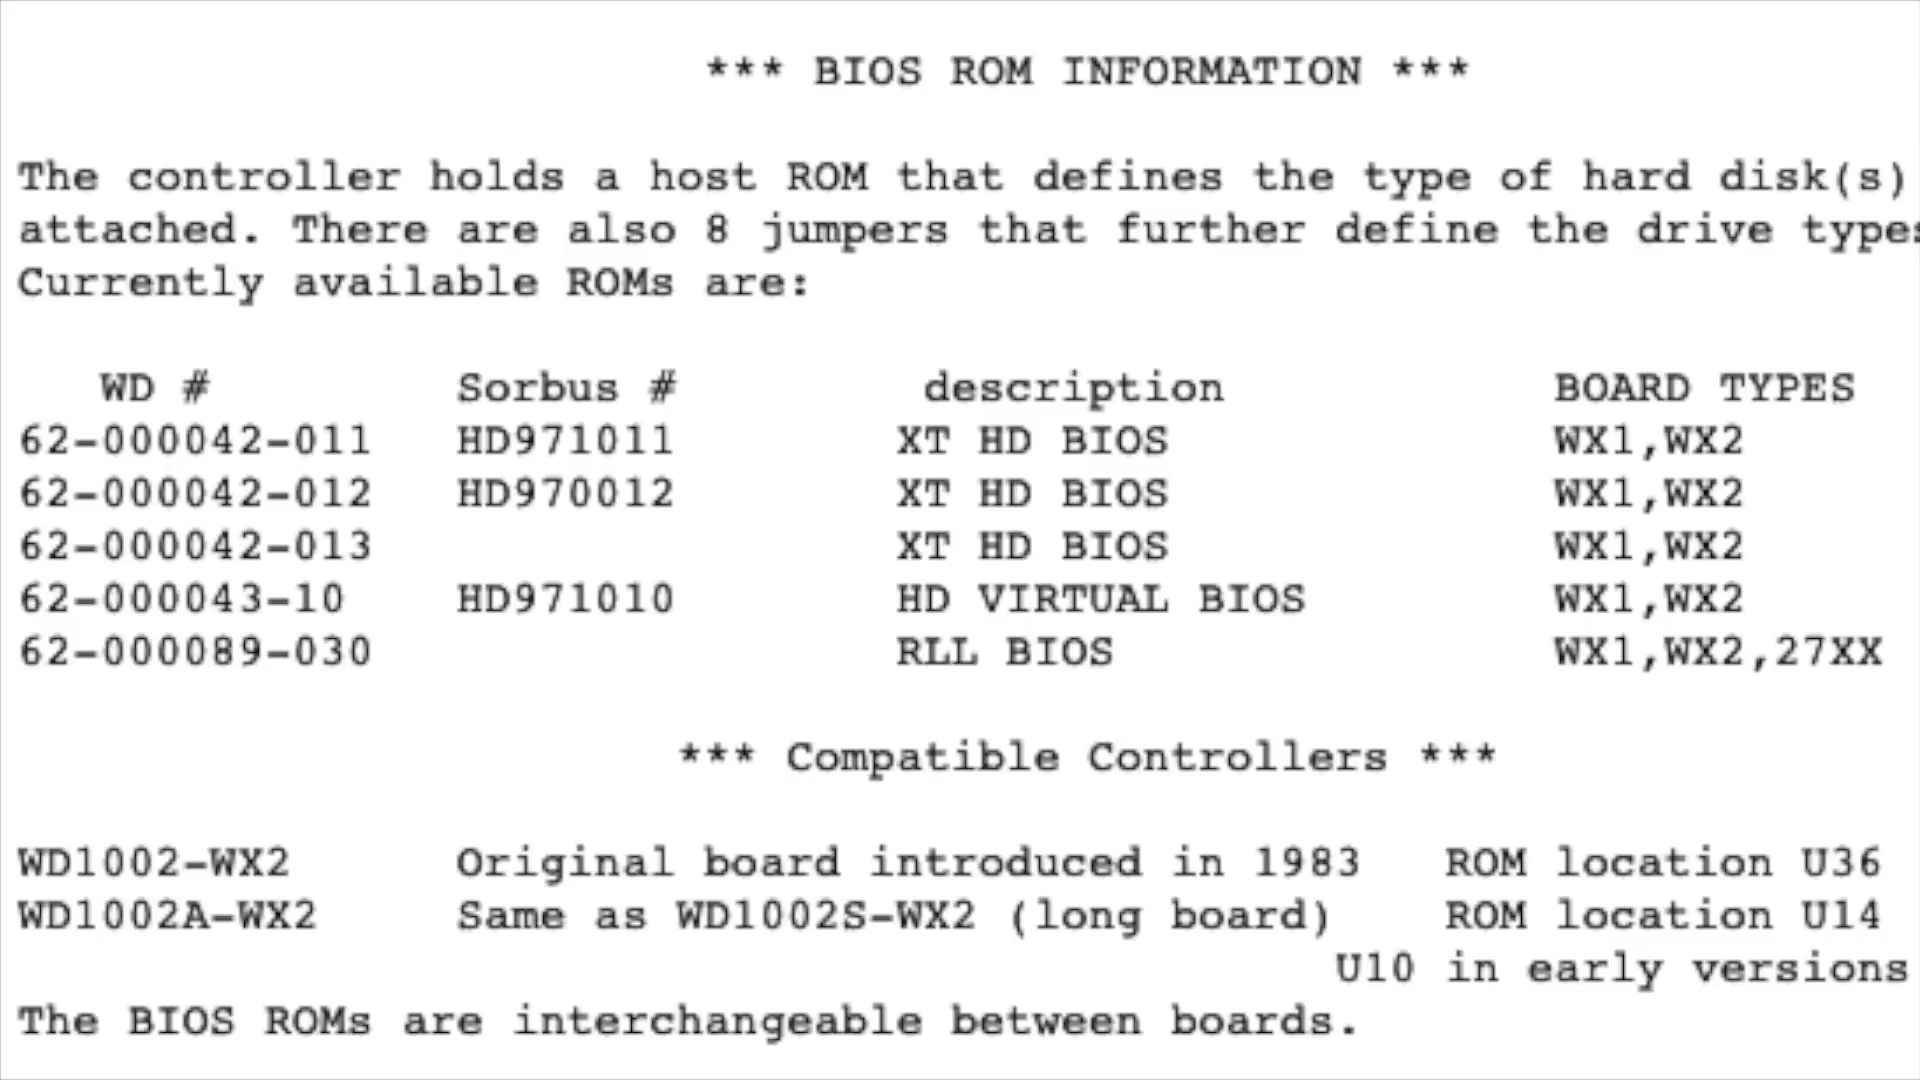 *** BIOS ROM INFORMATION ***
The controller holds a host ROM that defines the type of hard disk(s)
attached. There are also 8 jumpers that further define the drive types
Currently available ROMs are:
WD # Sorbus # description BOARD TYPES
62-000042-011 HD971011 XT HD BIOS WX1,WX2
62-000042-012 HD970012 XT HD BIOS WX1,WX2
62-000042-013 XT HD BIOS WX1,WX2
62-000043-10 HD971010 HD VIRTUAL BIOS WX1,WX2
62-000089-030 RLL BIOS WX1,WX2,27XX
*** Compatible Controllers ***
WD1002-WX2 Original board introduced in 1983 ROM location U36
WD1002A-WX2 Same as WD1002S-WX2 (long board) ROM location U14
U10 in early versions
The BIOS ROMs are interchangeable between boards.